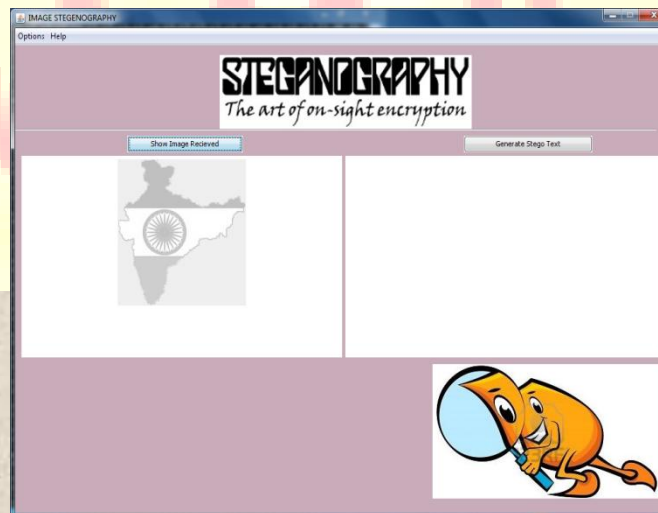 IMAGE STEGENOGRAPHY
Options Help
STEGANOGRAPHY
The art of on-sight encryption
Show Image Recieved
Generate Stego Text